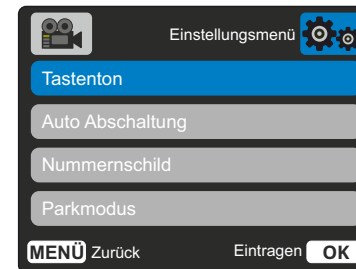 Einstellungsmenü
Tastenton
Auto Abschaltung
Nummernschild
Parkmodus
MENÜ Zurück Eintragen OK